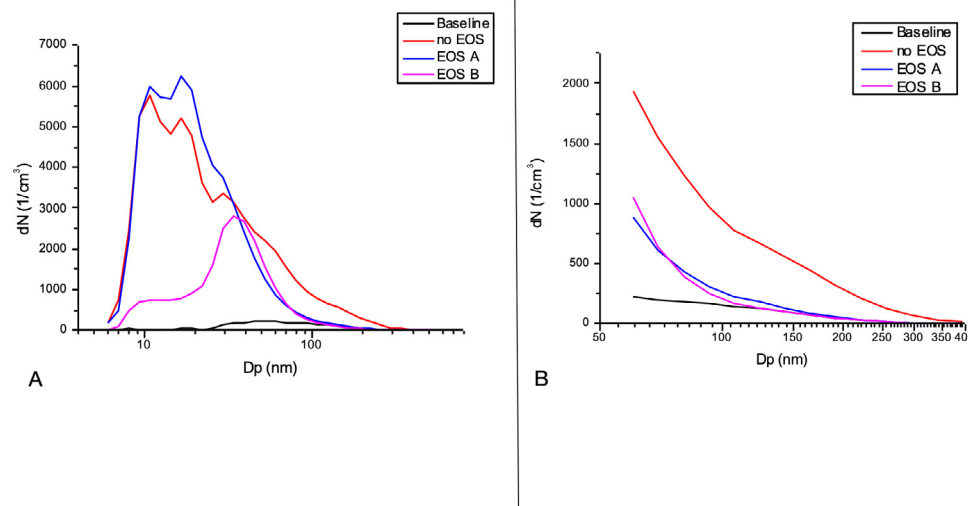 Baseline
no EOS
EOS A
EOS B
7000
6000
5000
4000
3000
2000
1000
0
dN (1/cm³)
10
100
Dp (nm)
A
Baseline
no EOS
EOS A
EOS B
2000
1500
1000
500
0
dN (1/cm³)
50
100
150
200
250
300
350
40
Dp (nm)
B